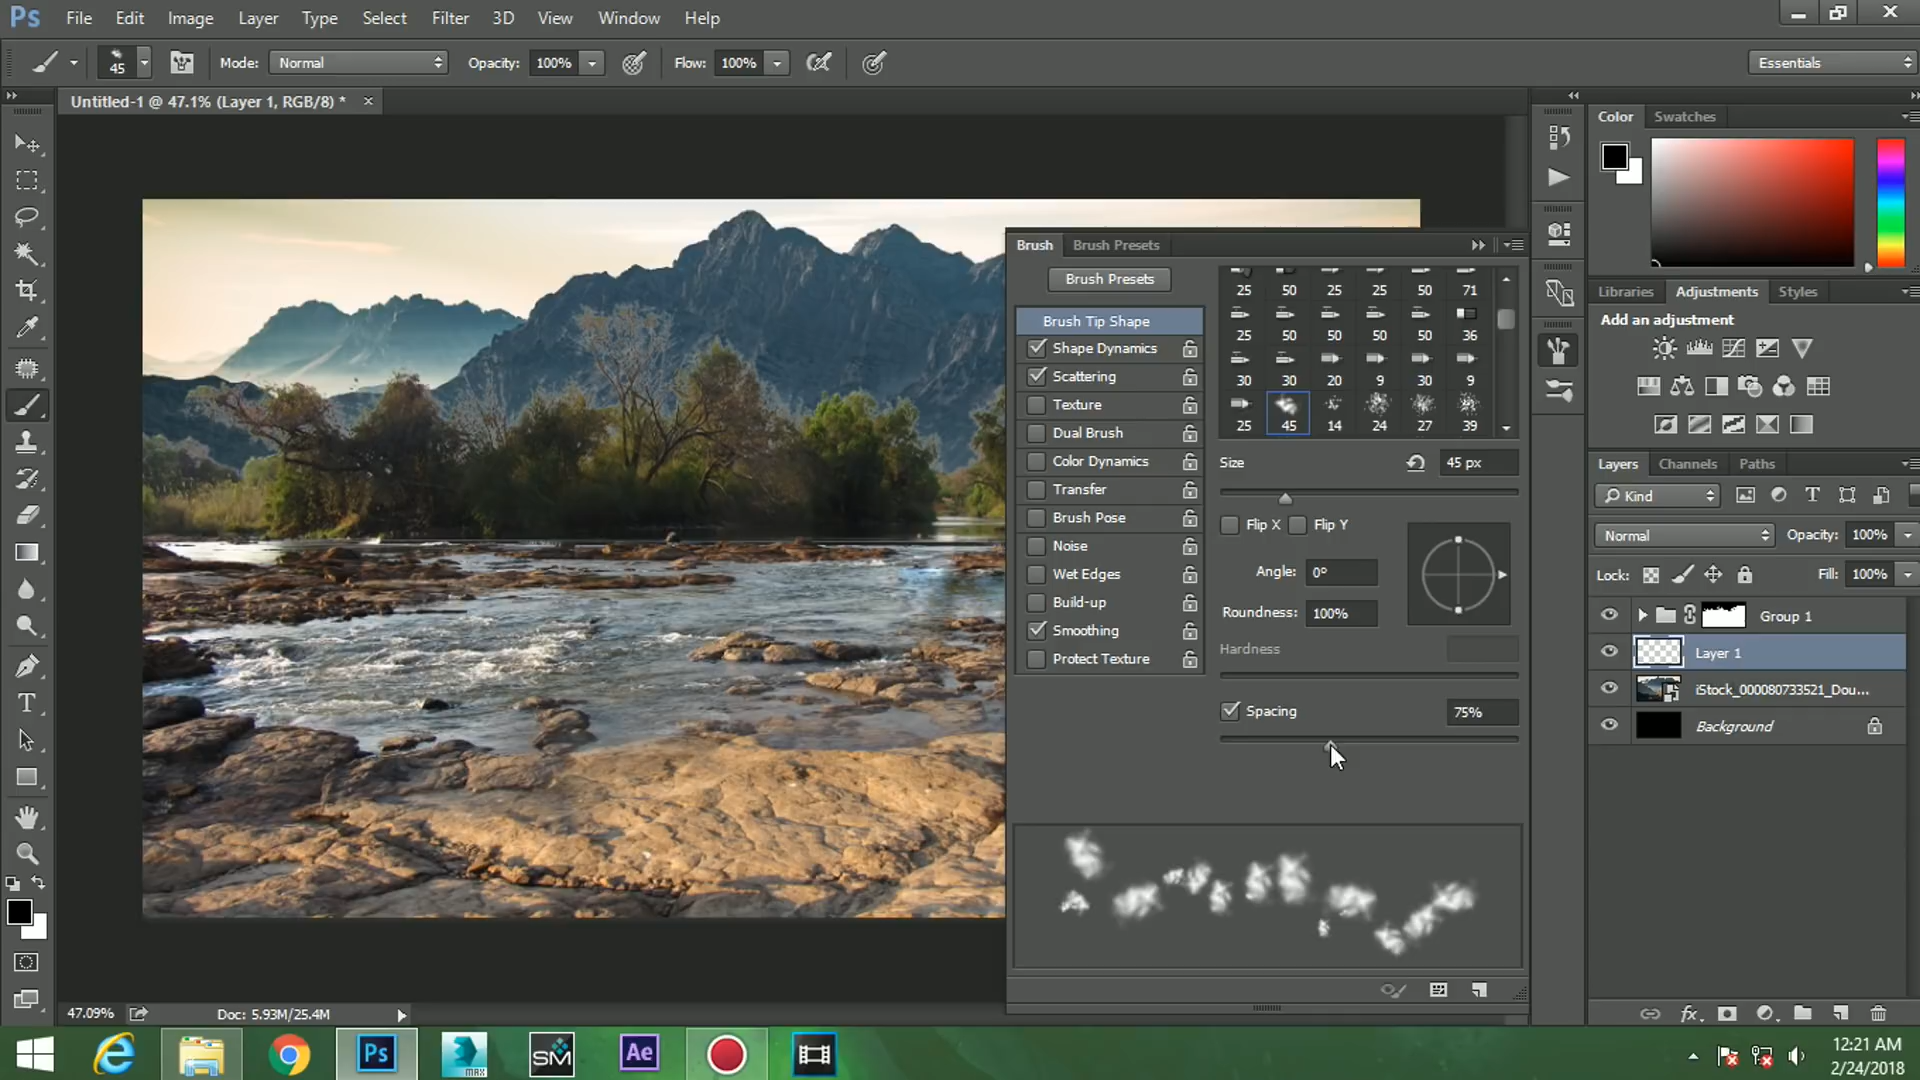 Ps File Edit Image Layer Type Select Filter 3D View Window Help
45 Mode: Normal Opacity: 100% Flow: 100% Essentials
Untitled-1 @ 47.1% (Layer 1, RGB/8) *
Color Swatches
Brush Brush Presets
Brush Presets
Brush Tip Shape
Shape Dynamics
Scattering
Texture
Dual Brush
Color Dynamics
Transfer
Brush Pose
Noise
Wet Edges
Build-up
Smoothing
Protect Texture
25 50 25 25 50 71
25 50 50 50 50 36
30 30 20 9 30 9
25 45 14 24 27 39
Size 45 px
Flip X Flip Y
Angle: 0°
Roundness: 100%
Hardness
Spacing 75%
Libraries Adjustments Styles
Add an adjustment
Layers Channels Paths
Kind
Normal Opacity: 100%
Lock: Fill: 100%
Group 1
Layer 1
iStock_000080733521_Dou...
Background
fx
47.09% Doc: 5.93M/25.4M
Ps MAX SM Ae
12:21 AM
2/24/2018